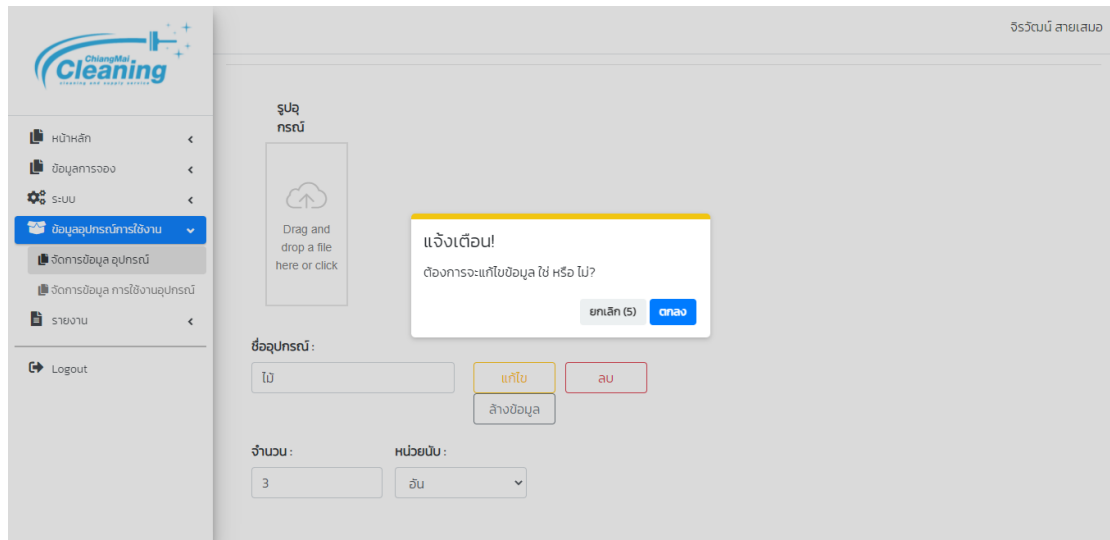 ChiangMai
Cleaning
cleaning and supply service
จิรวัฒน์ สายเสมอ
หน้าหลัก
ข้อมูลการจอง
ระบบ
ข้อมูลอุปกรณ์การใช้งาน
จัดการข้อมูล อุปกรณ์
จัดการข้อมูล การใช้งานอุปกรณ์
รายงาน
Logout
รูปอุ
กรณ์
Drag and
drop a file
here or click
แจ้งเตือน!
ต้องการจะแก้ไขข้อมูล ใช่ หรือ ไม่?
ยกเลิก (5) ตกลง
ชื่ออุปกรณ์ :
ไม้ แก้ไข ลบ
ล้างข้อมูล
จำนวน : หน่วยนับ :
3 อัน